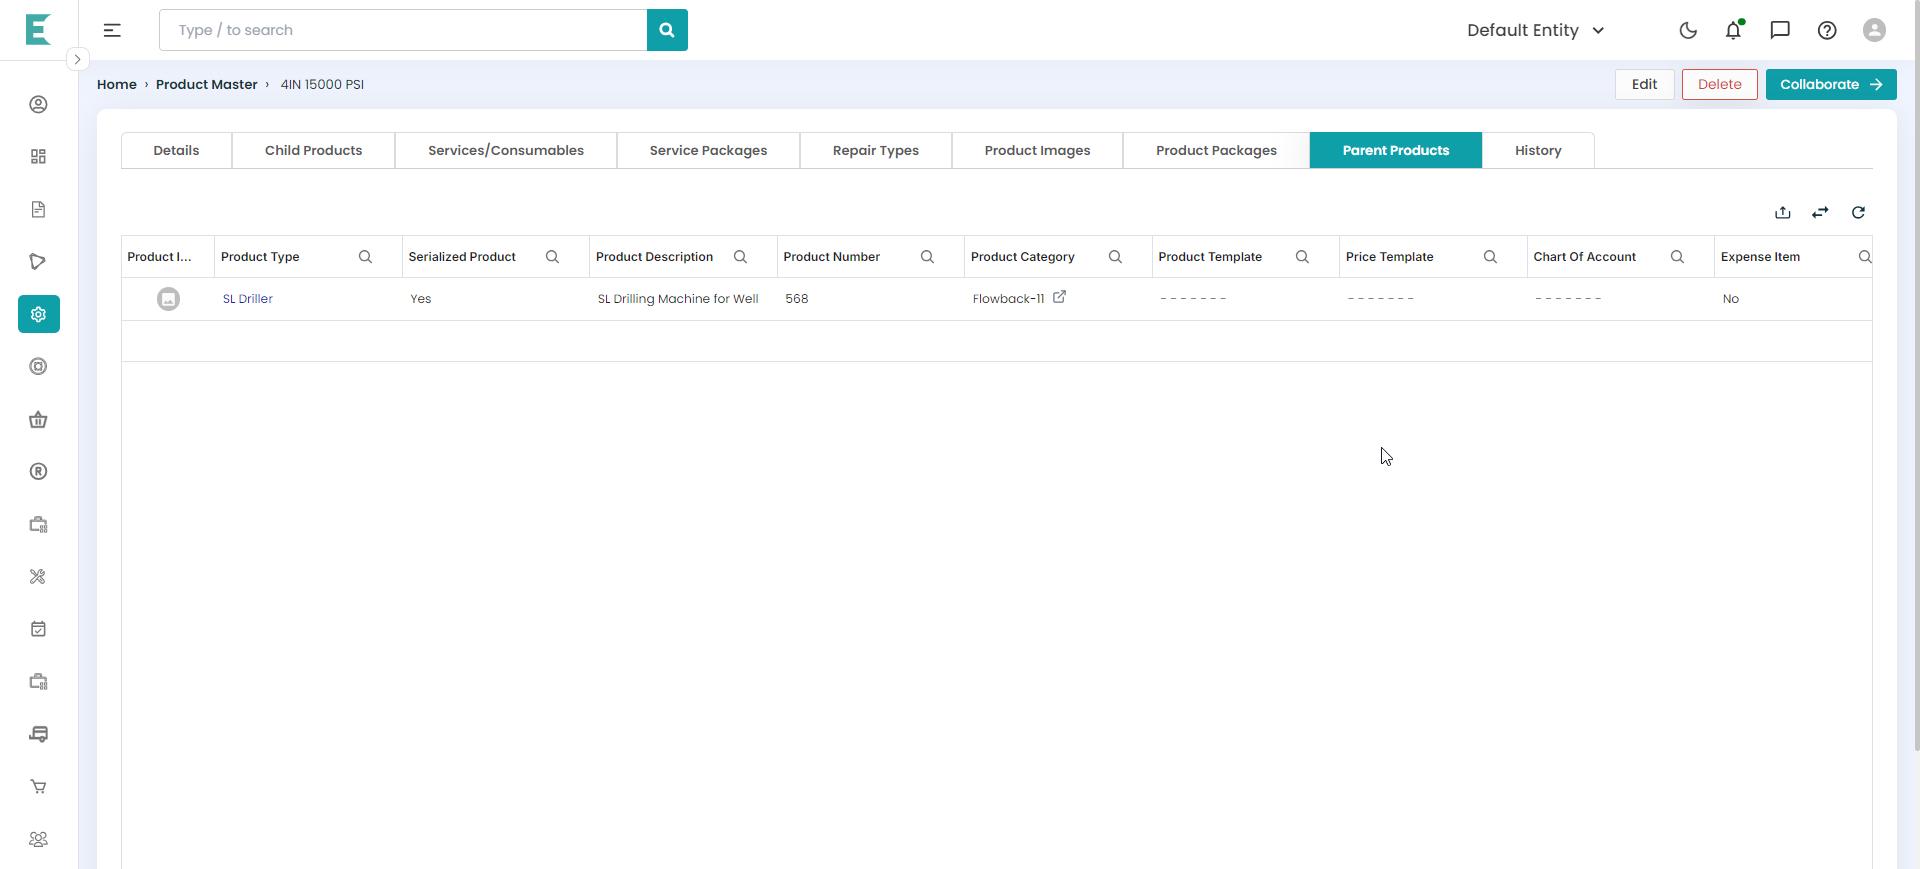 Type / to search
Default Entity
Home › Product Master › 4IN 15000 PSI
Edit
Delete
Collaborate
Details
Child Products
Services/Consumables
Service Packages
Repair Types
Product Images
Product Packages
Parent Products
History
Product I... Product Type Serialized Product Product Description Product Number Product Category Product Template Price Template Chart Of Account Expense Item
SL Driller Yes SL Drilling Machine for Well 568 Flowback-11 - - - - - - - - - - - - - - - - - - - - - No